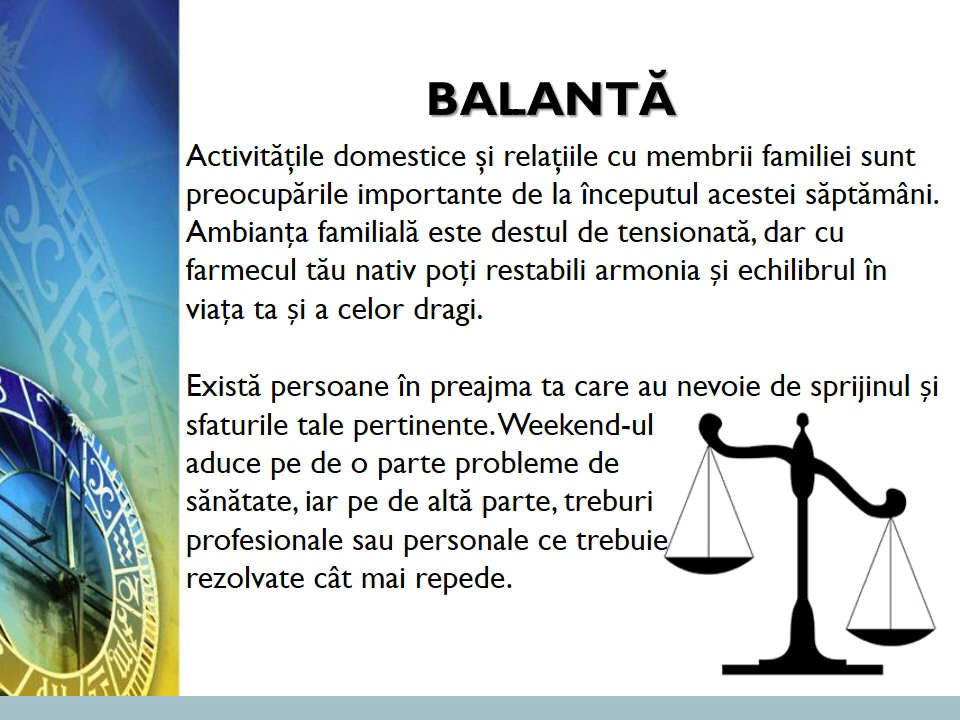 BALANTĂ
Activitățile domestice și relațiile cu membrii familiei sunt
preocupările importante de la începutul acestei săptămâni.
Ambianța familială este destul de tensionată, dar cu
farmecul tău nativ poți restabili armonia și echilibrul în
viața ta și a celor dragi.
Există persoane în preajma ta care au nevoie de sprijinul și
sfaturile tale pertinente. Weekend-ul
aduce pe de o parte probleme de
sănătate, iar pe de altă parte, treburi
profesionale sau personale ce trebuie
rezolvate cât mai repede.